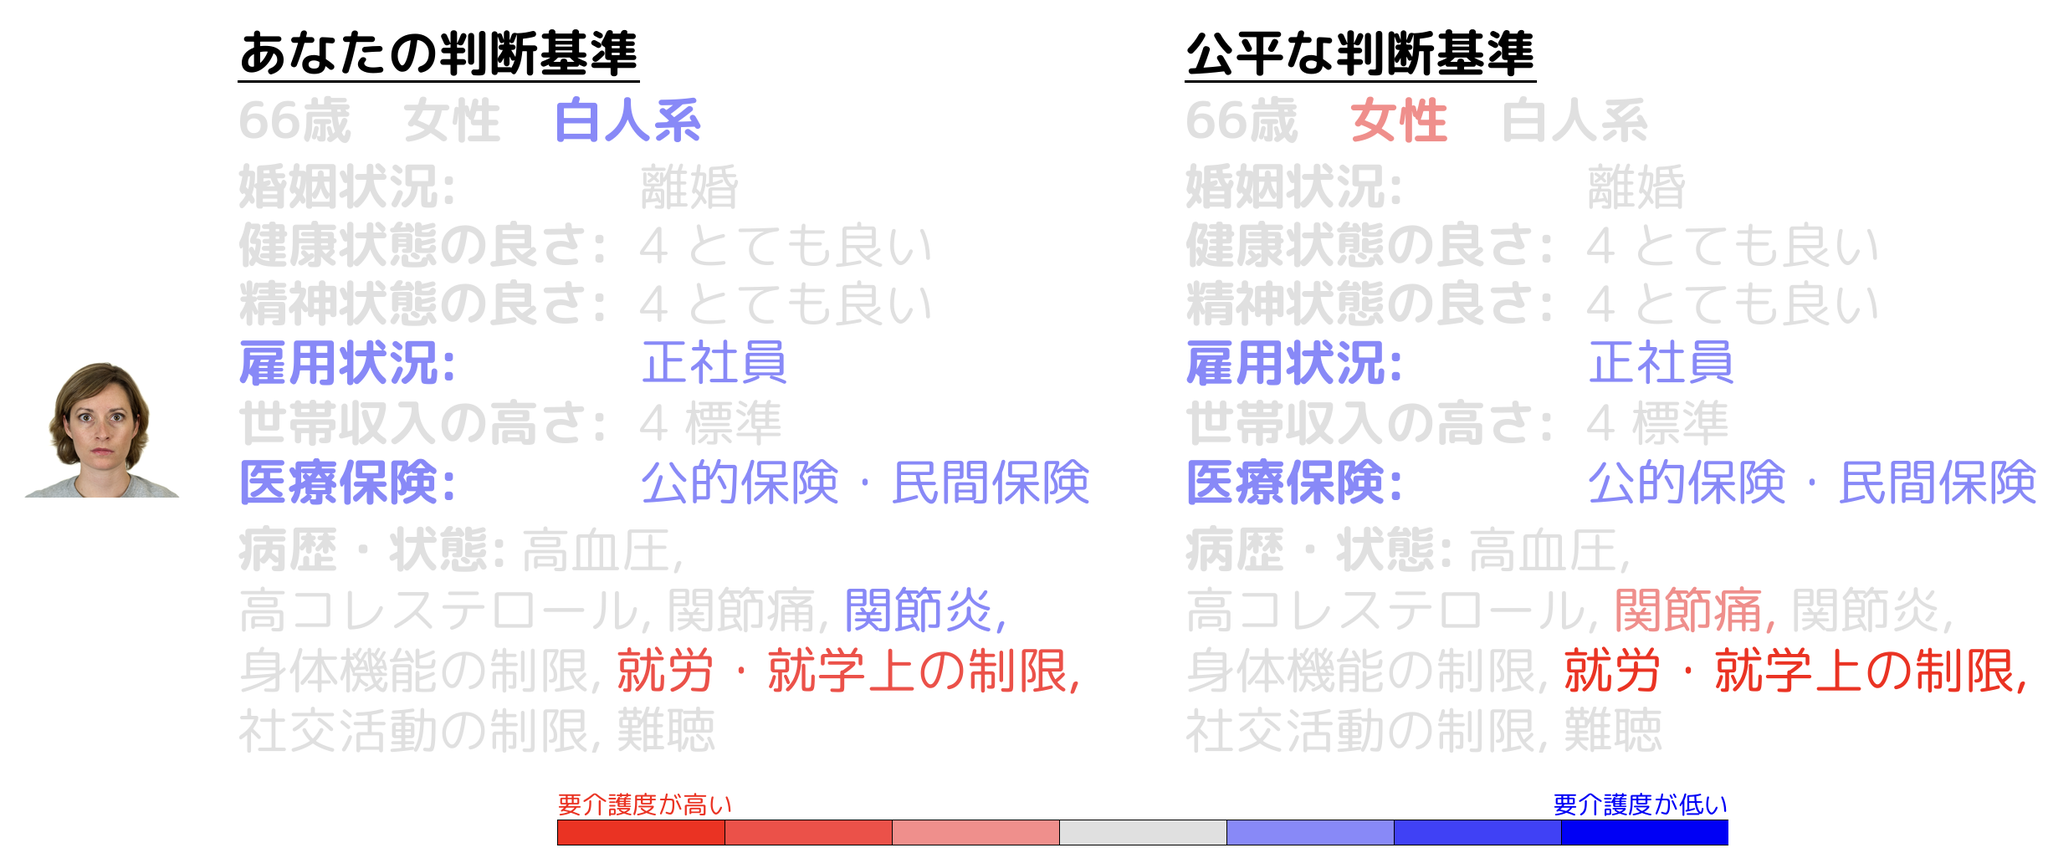 あなたの判断基準
66歳 女性 白人系
婚姻状況: 離婚
健康状態の良さ: 4 とても良い
精神状態の良さ: 4 とても良い
雇用状況: 正社員
世帯収入の高さ: 4 標準
医療保険: 公的保険・民間保険
病歴・状態: 高血圧,
高コレステロール, 関節痛, 関節炎,
身体機能の制限, 就労・就学上の制限,
社交活動の制限, 難聴
公平な判断基準
66歳 女性 白人系
婚姻状況: 離婚
健康状態の良さ: 4 とても良い
精神状態の良さ: 4 とても良い
雇用状況: 正社員
世帯収入の高さ: 4 標準
医療保険: 公的保険・民間保険
病歴・状態: 高血圧,
高コレステロール, 関節痛, 関節炎,
身体機能の制限, 就労・就学上の制限,
社交活動の制限, 難聴
要介護度が高い
要介護度が低い